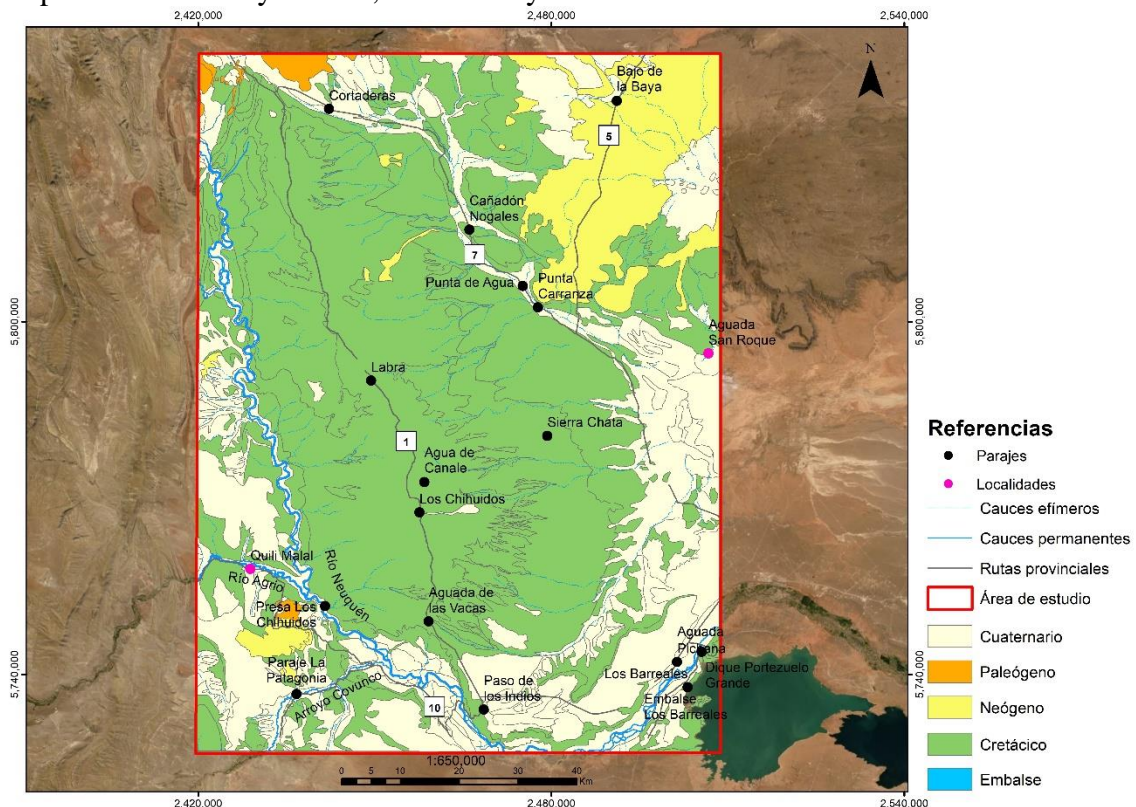 2,420,000 2,480,000 2,540,000
N
Bajo de
la Baya
Cortaderas
5
Cañadón
Nogales
7
Punta de Agua
Punta
Carranza
5,800,000 5,800,000
Aguada
San Roque
Labra
Sierra Chata
1
Agua de
Canale
Los Chihuidos
Quili Malal
Río Agrio
Río Neuquén
Presa Los
Chihuidos
Aguada de
las Vacas
Aguada
Pichana
Los Barreales
Dique Portezuelo
Grande
Embalse
Los Barreales
Paraje La
Patagonia
Arroyo Covunco
Paso de
los Indios
10
5,740,000 5,740,000
1:650,000
0 5 10 20 30 40
Km
2,420,000 2,480,000 2,540,000
Referencias
Parajes
Localidades
Cauces efímeros
Cauces permanentes
Rutas provinciales
Área de estudio
Cuaternario
Paleógeno
Neógeno
Cretácico
Embalse